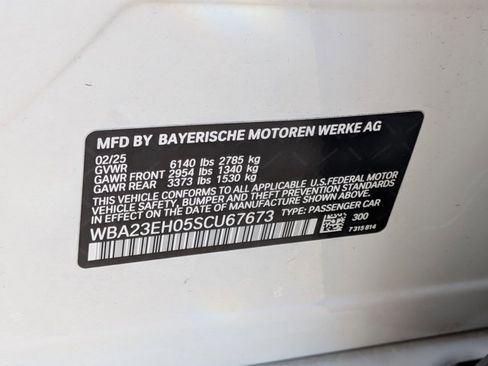 MFD BY BAYERISCHE MOTOREN WERKE AG
02/25
GVWR 6140 lbs 2785 kg
GAWR FRONT 2954 lbs 1340 kg
GAWR REAR 3373 lbs 1530 kg
THIS VEHICLE CONFORMS TO ALL APPLICABLE U.S. FEDERAL MOTOR
VEHICLE SAFETY, BUMPER AND THEFT PREVENTION STANDARDS IN
EFFECT ON THE DATE OF MANUFACTURE SHOWN ABOVE.
WBA23EH05SCU67673 TYPE: PASSENGER CAR
300
7 315 814